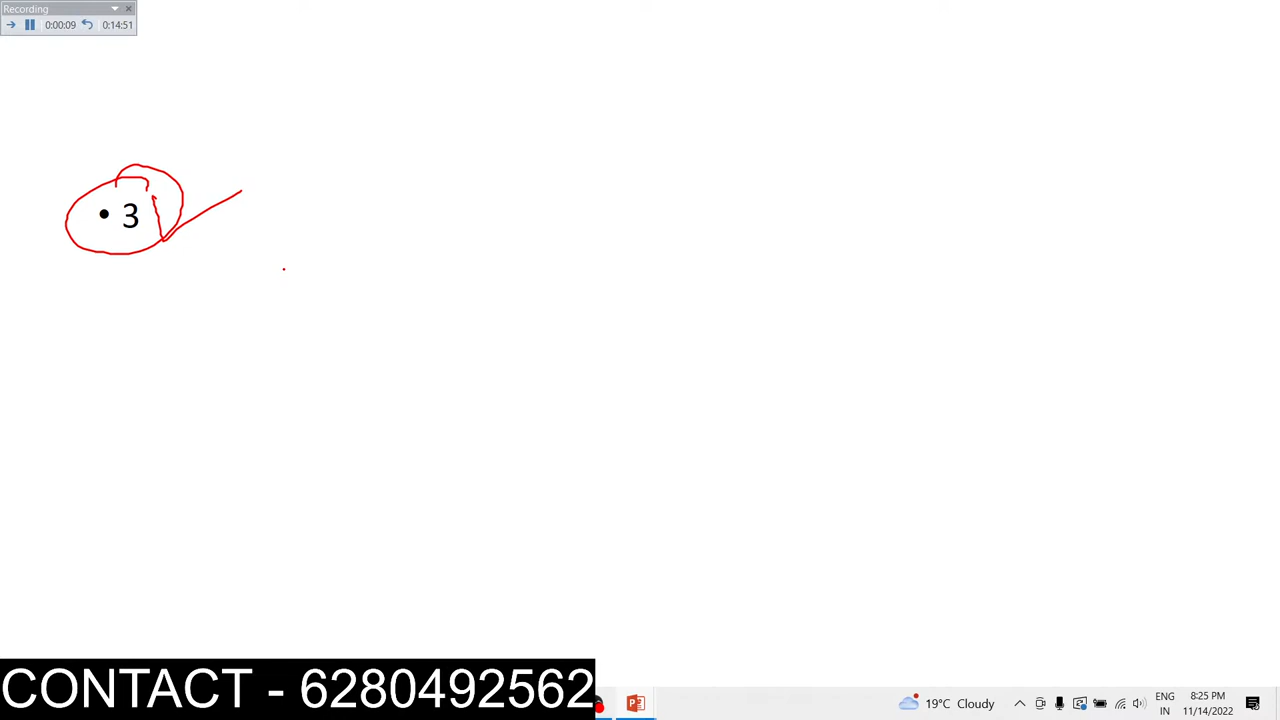 Recording
0:00:09 0:14:51
• 3
CONTACT - 6280492562
19°C Cloudy
ENG
IN
8:25 PM
11/14/2022